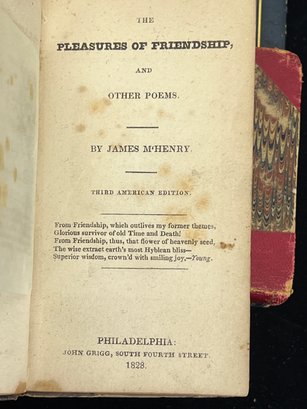 THE
PLEASURES OF FRIENDSHIP,
AND
OTHER POEMS.
BY JAMES M‘HENRY.
THIRD AMERICAN EDITION.
From Friendship, which outlives my former themes,
Glorious survivor of old Time and Death!
From Friendship, thus, that flower of heavenly seed,
The wise extract earth's most Hyblean bliss—
Superior wisdom, crown'd with smiling joy.—Young.
PHILADELPHIA:
JOHN GRIGG, SOUTH FOURTH STREET.
1828.